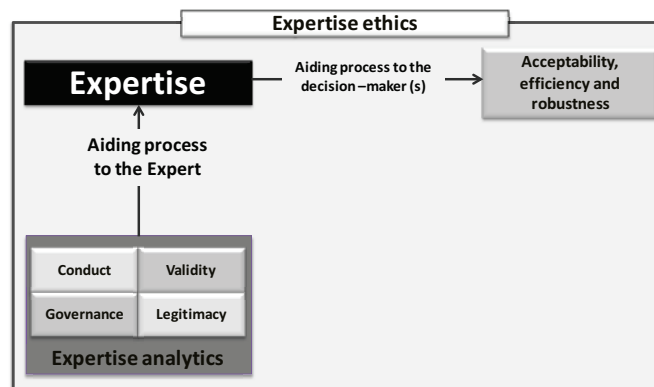 Expertise ethics
Expertise
Aiding process to the
decision –maker (s)
Acceptability,
efficiency and
robustness
Aiding process
to the Expert
Conduct
Validity
Governance
Legitimacy
Expertise analytics